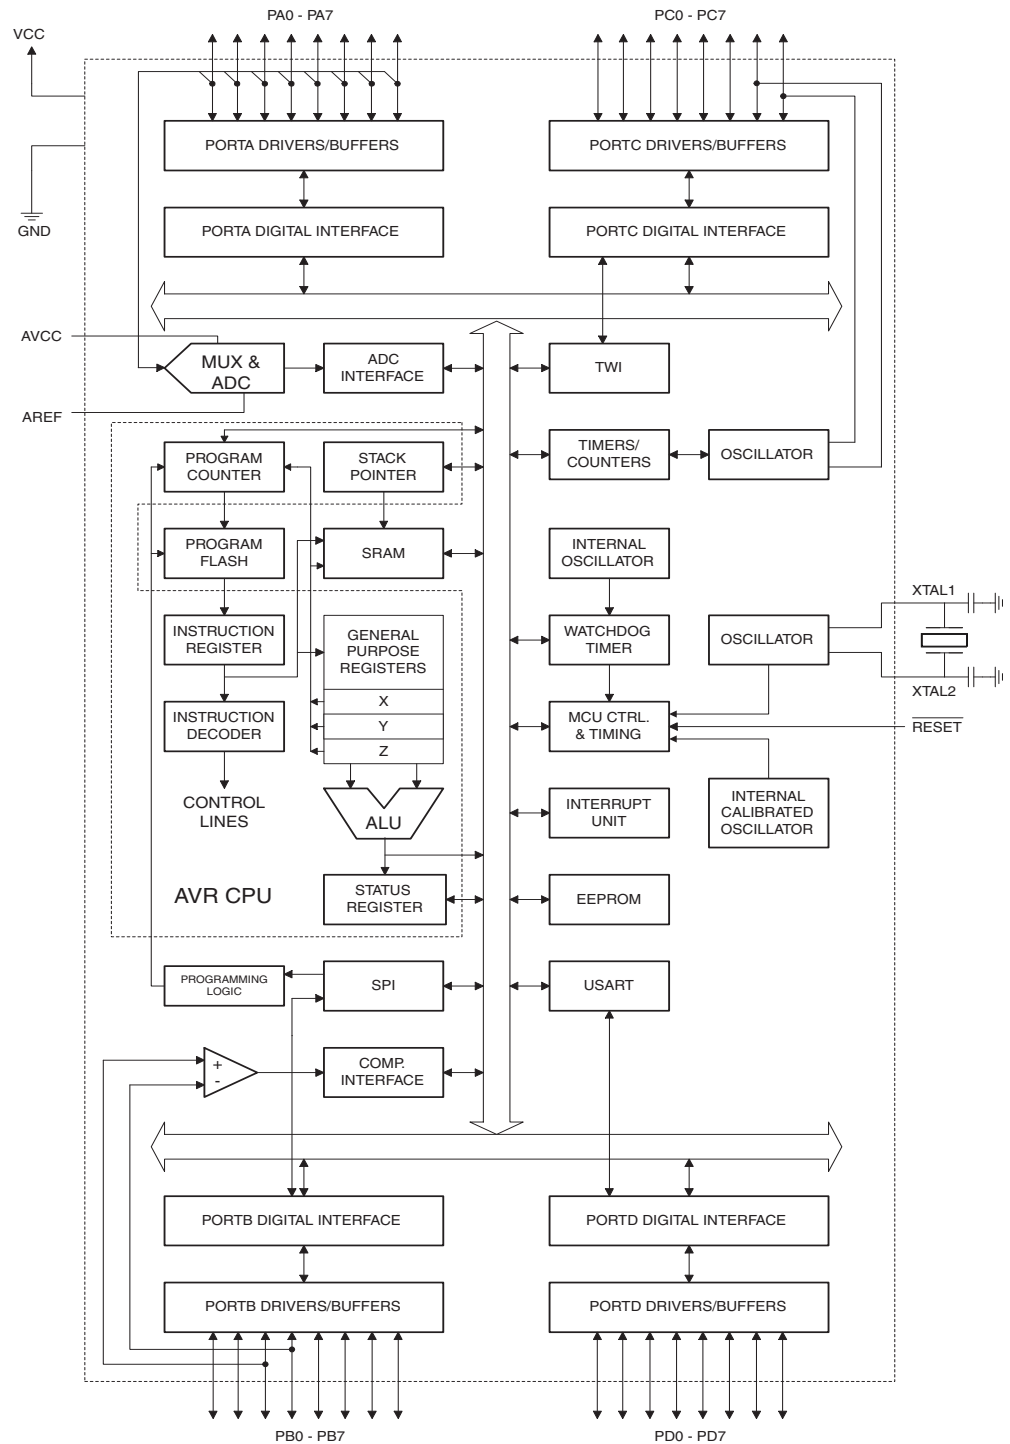 PA0 - PA7
PC0 - PC7
VCC
PORTA DRIVERS/BUFFERS
PORTC DRIVERS/BUFFERS
GND
PORTA DIGITAL INTERFACE
PORTC DIGITAL INTERFACE
AVCC
MUX &
ADC
ADC
INTERFACE
TWI
AREF
PROGRAM
COUNTER
STACK
POINTER
TIMERS/
COUNTERS
OSCILLATOR
PROGRAM
FLASH
SRAM
INTERNAL
OSCILLATOR
XTAL1
INSTRUCTION
REGISTER
GENERAL
PURPOSE
REGISTERS
WATCHDOG
TIMER
OSCILLATOR
XTAL2
X
Y
Z
INSTRUCTION
DECODER
MCU CTRL.
& TIMING
RESET
CONTROL
LINES
ALU
INTERRUPT
UNIT
INTERNAL
CALIBRATED
OSCILLATOR
AVR CPU
STATUS
REGISTER
EEPROM
PROGRAMMING
LOGIC
SPI
USART
+
-
COMP.
INTERFACE
PORTB DIGITAL INTERFACE
PORTD DIGITAL INTERFACE
PORTB DRIVERS/BUFFERS
PORTD DRIVERS/BUFFERS
PB0 - PB7
PD0 - PD7